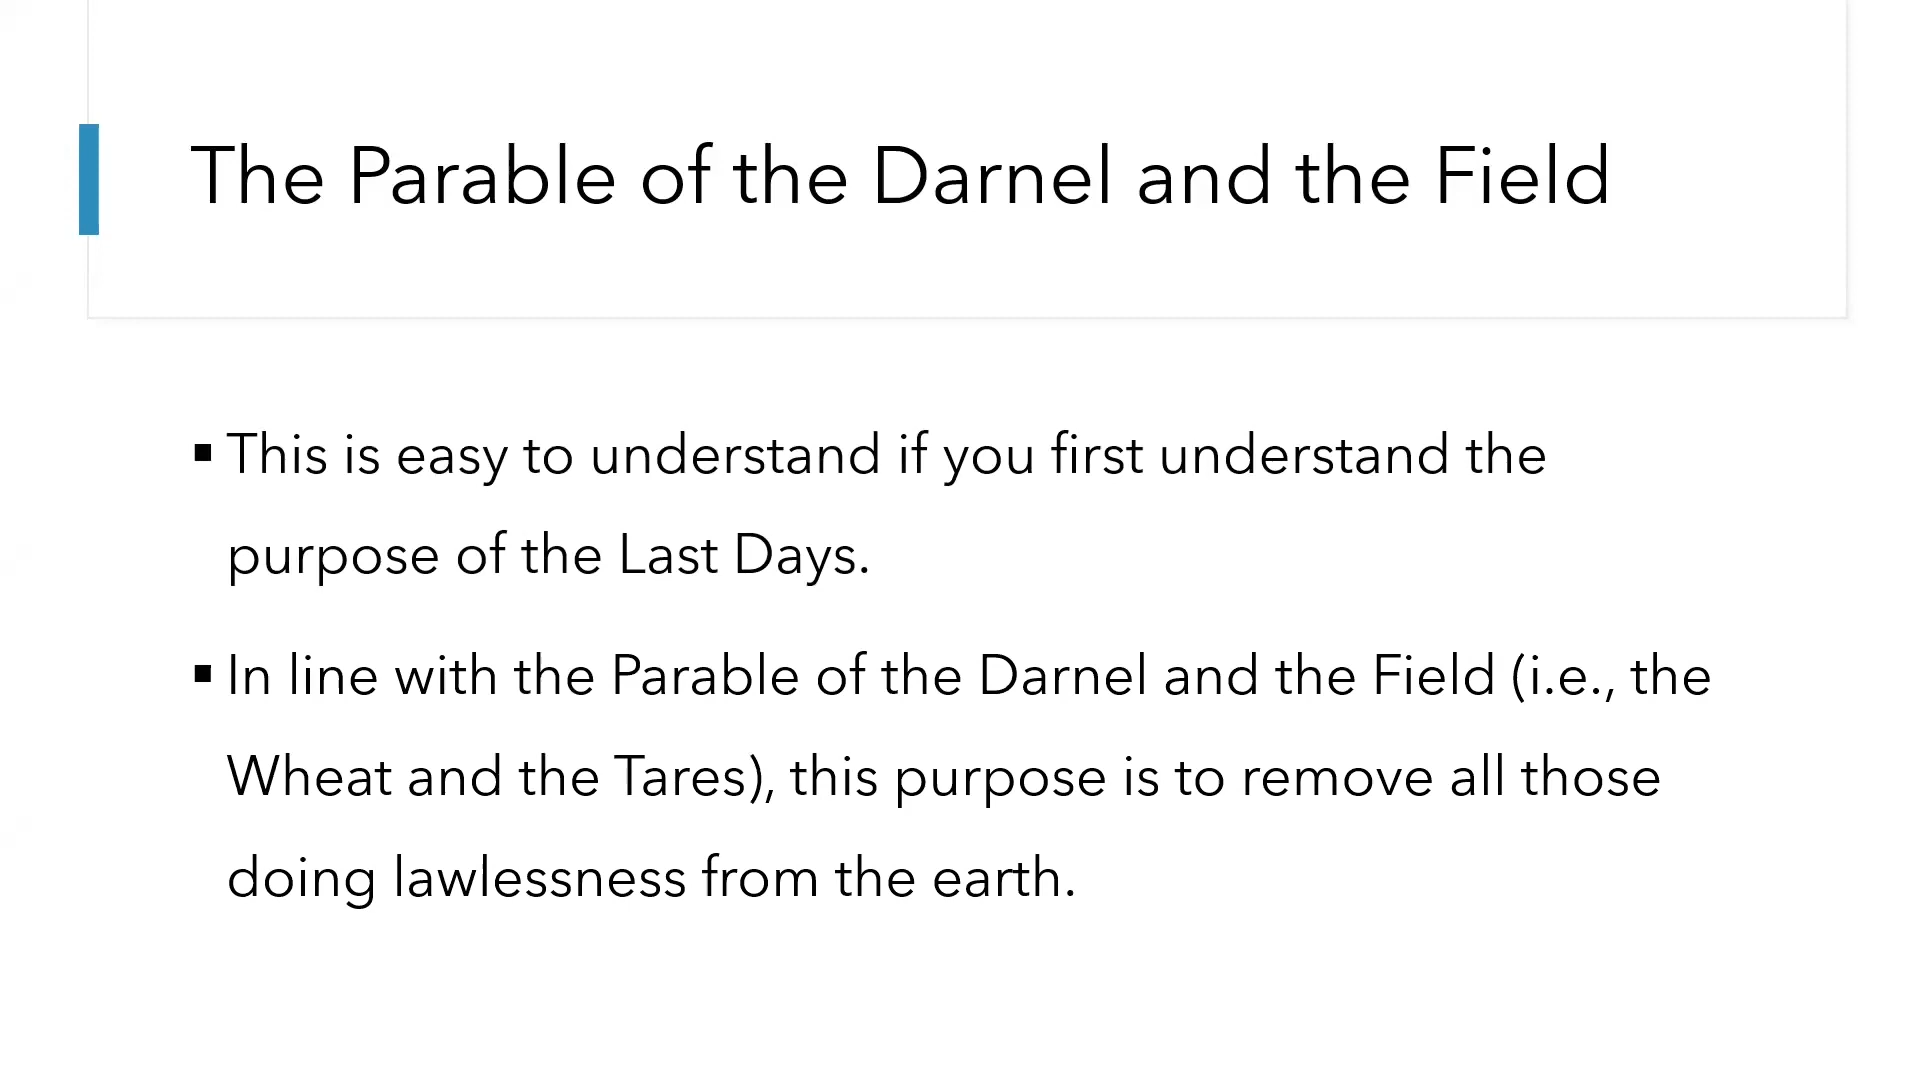 The Parable of the Darnel and the Field
▪ This is easy to understand if you first understand the
purpose of the Last Days.
▪ In line with the Parable of the Darnel and the Field (i.e., the
Wheat and the Tares), this purpose is to remove all those
doing lawlessness from the earth.